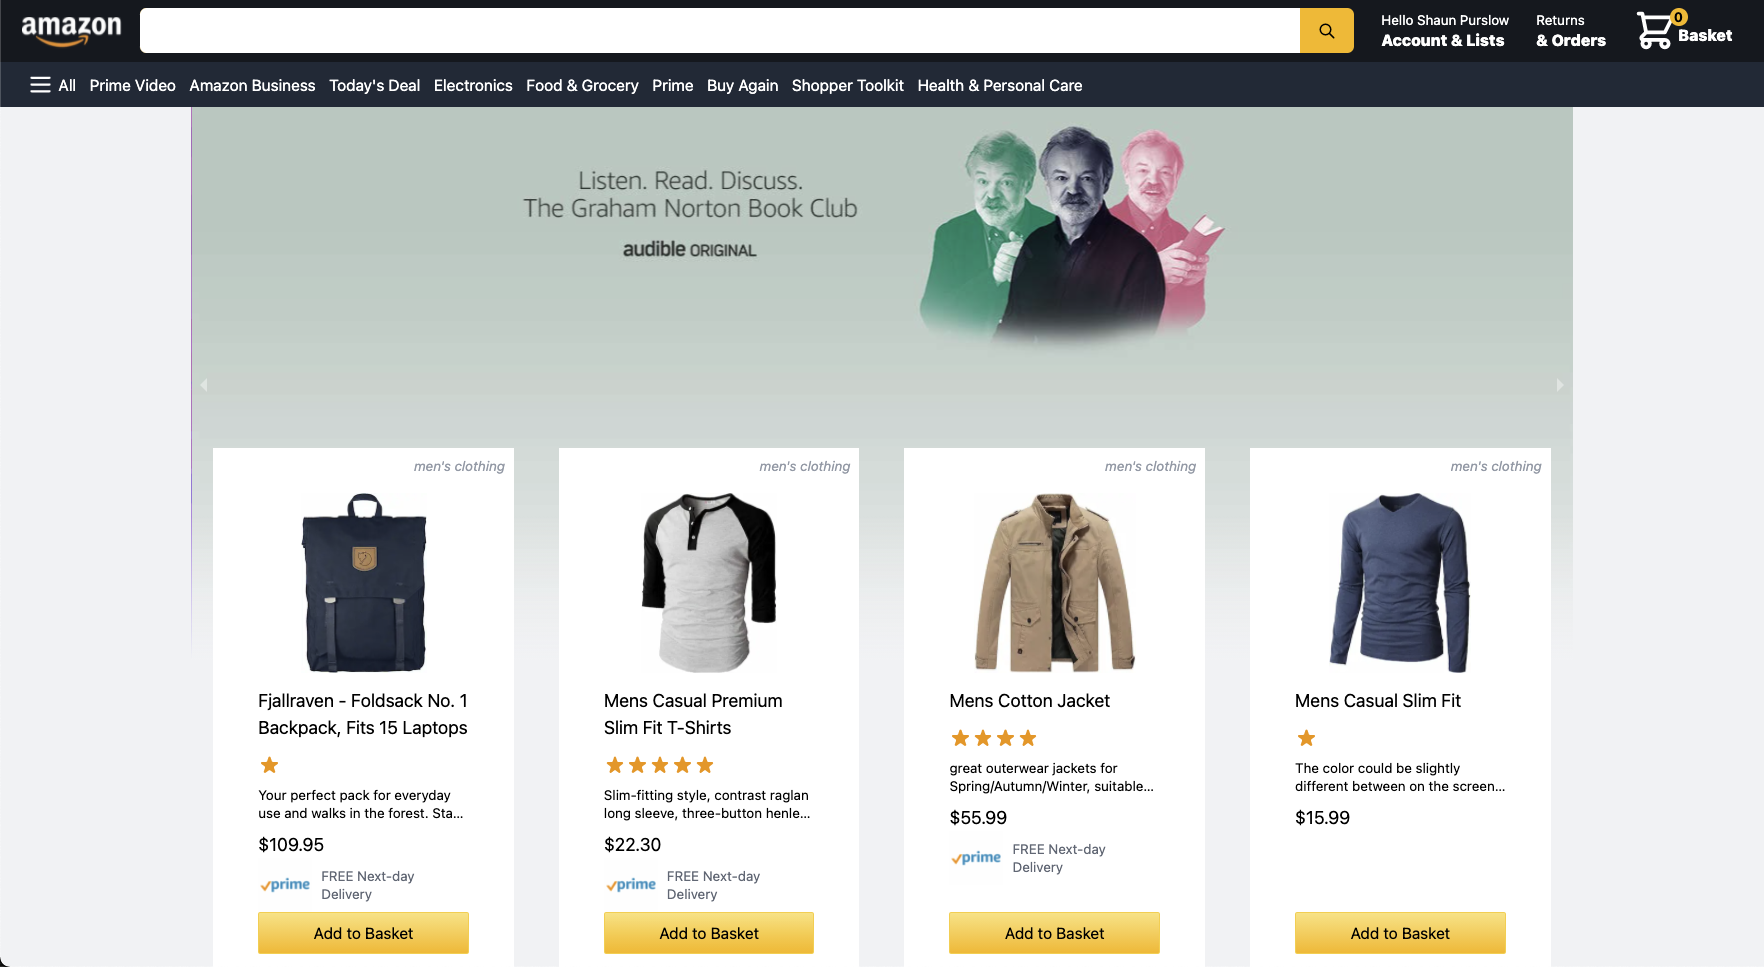 amazon
Hello Shaun Purslow
Account & Lists
Returns
& Orders
0
Basket
All Prime Video Amazon Business Today's Deal Electronics Food & Grocery Prime Buy Again Shopper Toolkit Health & Personal Care
Listen. Read. Discuss.
The Graham Norton Book Club
audible ORIGINAL
men's clothing
Fjallraven - Foldsack No. 1
Backpack, Fits 15 Laptops
Your perfect pack for everyday
use and walks in the forest. Sta...
$109.95
prime
FREE Next-day
Delivery
Add to Basket
men's clothing
Mens Casual Premium
Slim Fit T-Shirts
Slim-fitting style, contrast raglan
long sleeve, three-button henle...
$22.30
prime
FREE Next-day
Delivery
Add to Basket
men's clothing
Mens Cotton Jacket
great outerwear jackets for
Spring/Autumn/Winter, suitable...
$55.99
prime
FREE Next-day
Delivery
Add to Basket
men's clothing
Mens Casual Slim Fit
The color could be slightly
different between on the screen...
$15.99
Add to Basket